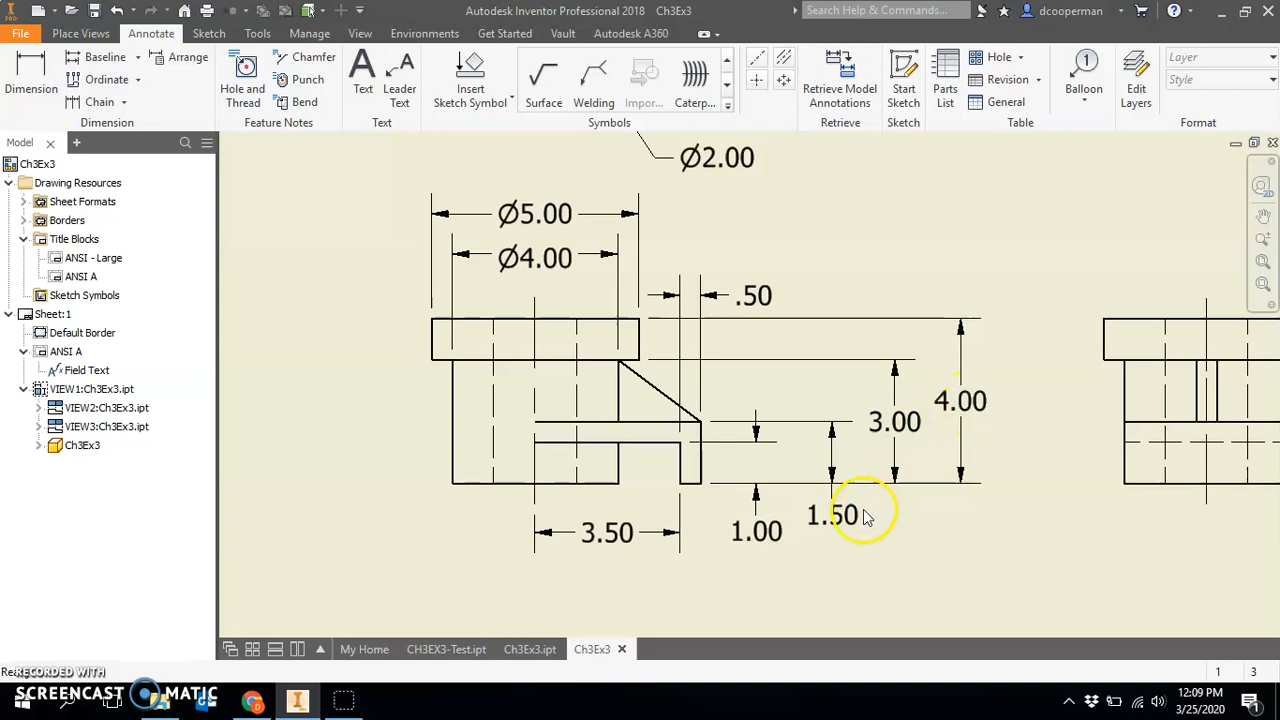 PRO
Autodesk Inventor Professional 2018 Ch3Ex3
Search Help & Commands...
dcooperman
File Place Views Annotate Sketch Tools Manage View Environments Get Started Vault Autodesk A360
Dimension
Baseline
Ordinate
Chain
Arrange
Dimension
Hole and Thread
Chamfer
Punch
Bend
Feature Notes
Text
Leader Text
Text
Insert Sketch Symbol
Surface
Welding
Impor...
Caterp...
Symbols
Retrieve Model Annotations
Retrieve
Start Sketch
Sketch
Parts List
Hole
Revision
General
Table
Balloon
Edit Layers
Layer
Style
Format
Model
Ch3Ex3
Drawing Resources
Sheet Formats
Borders
Title Blocks
ANSI - Large
ANSI A
Sketch Symbols
Sheet:1
Default Border
ANSI A
Field Text
VIEW1:Ch3Ex3.ipt
VIEW2:Ch3Ex3.ipt
VIEW3:Ch3Ex3.ipt
Ch3Ex3
Ø2.00
Ø5.00
Ø4.00
.50
4.00
3.00
1.50
1.00
3.50
My Home CH3EX3-Test.ipt Ch3Ex3.ipt Ch3Ex3
1 3
RECORDED WITH
SCREENCAST MATIC
12:09 PM
3/25/2020